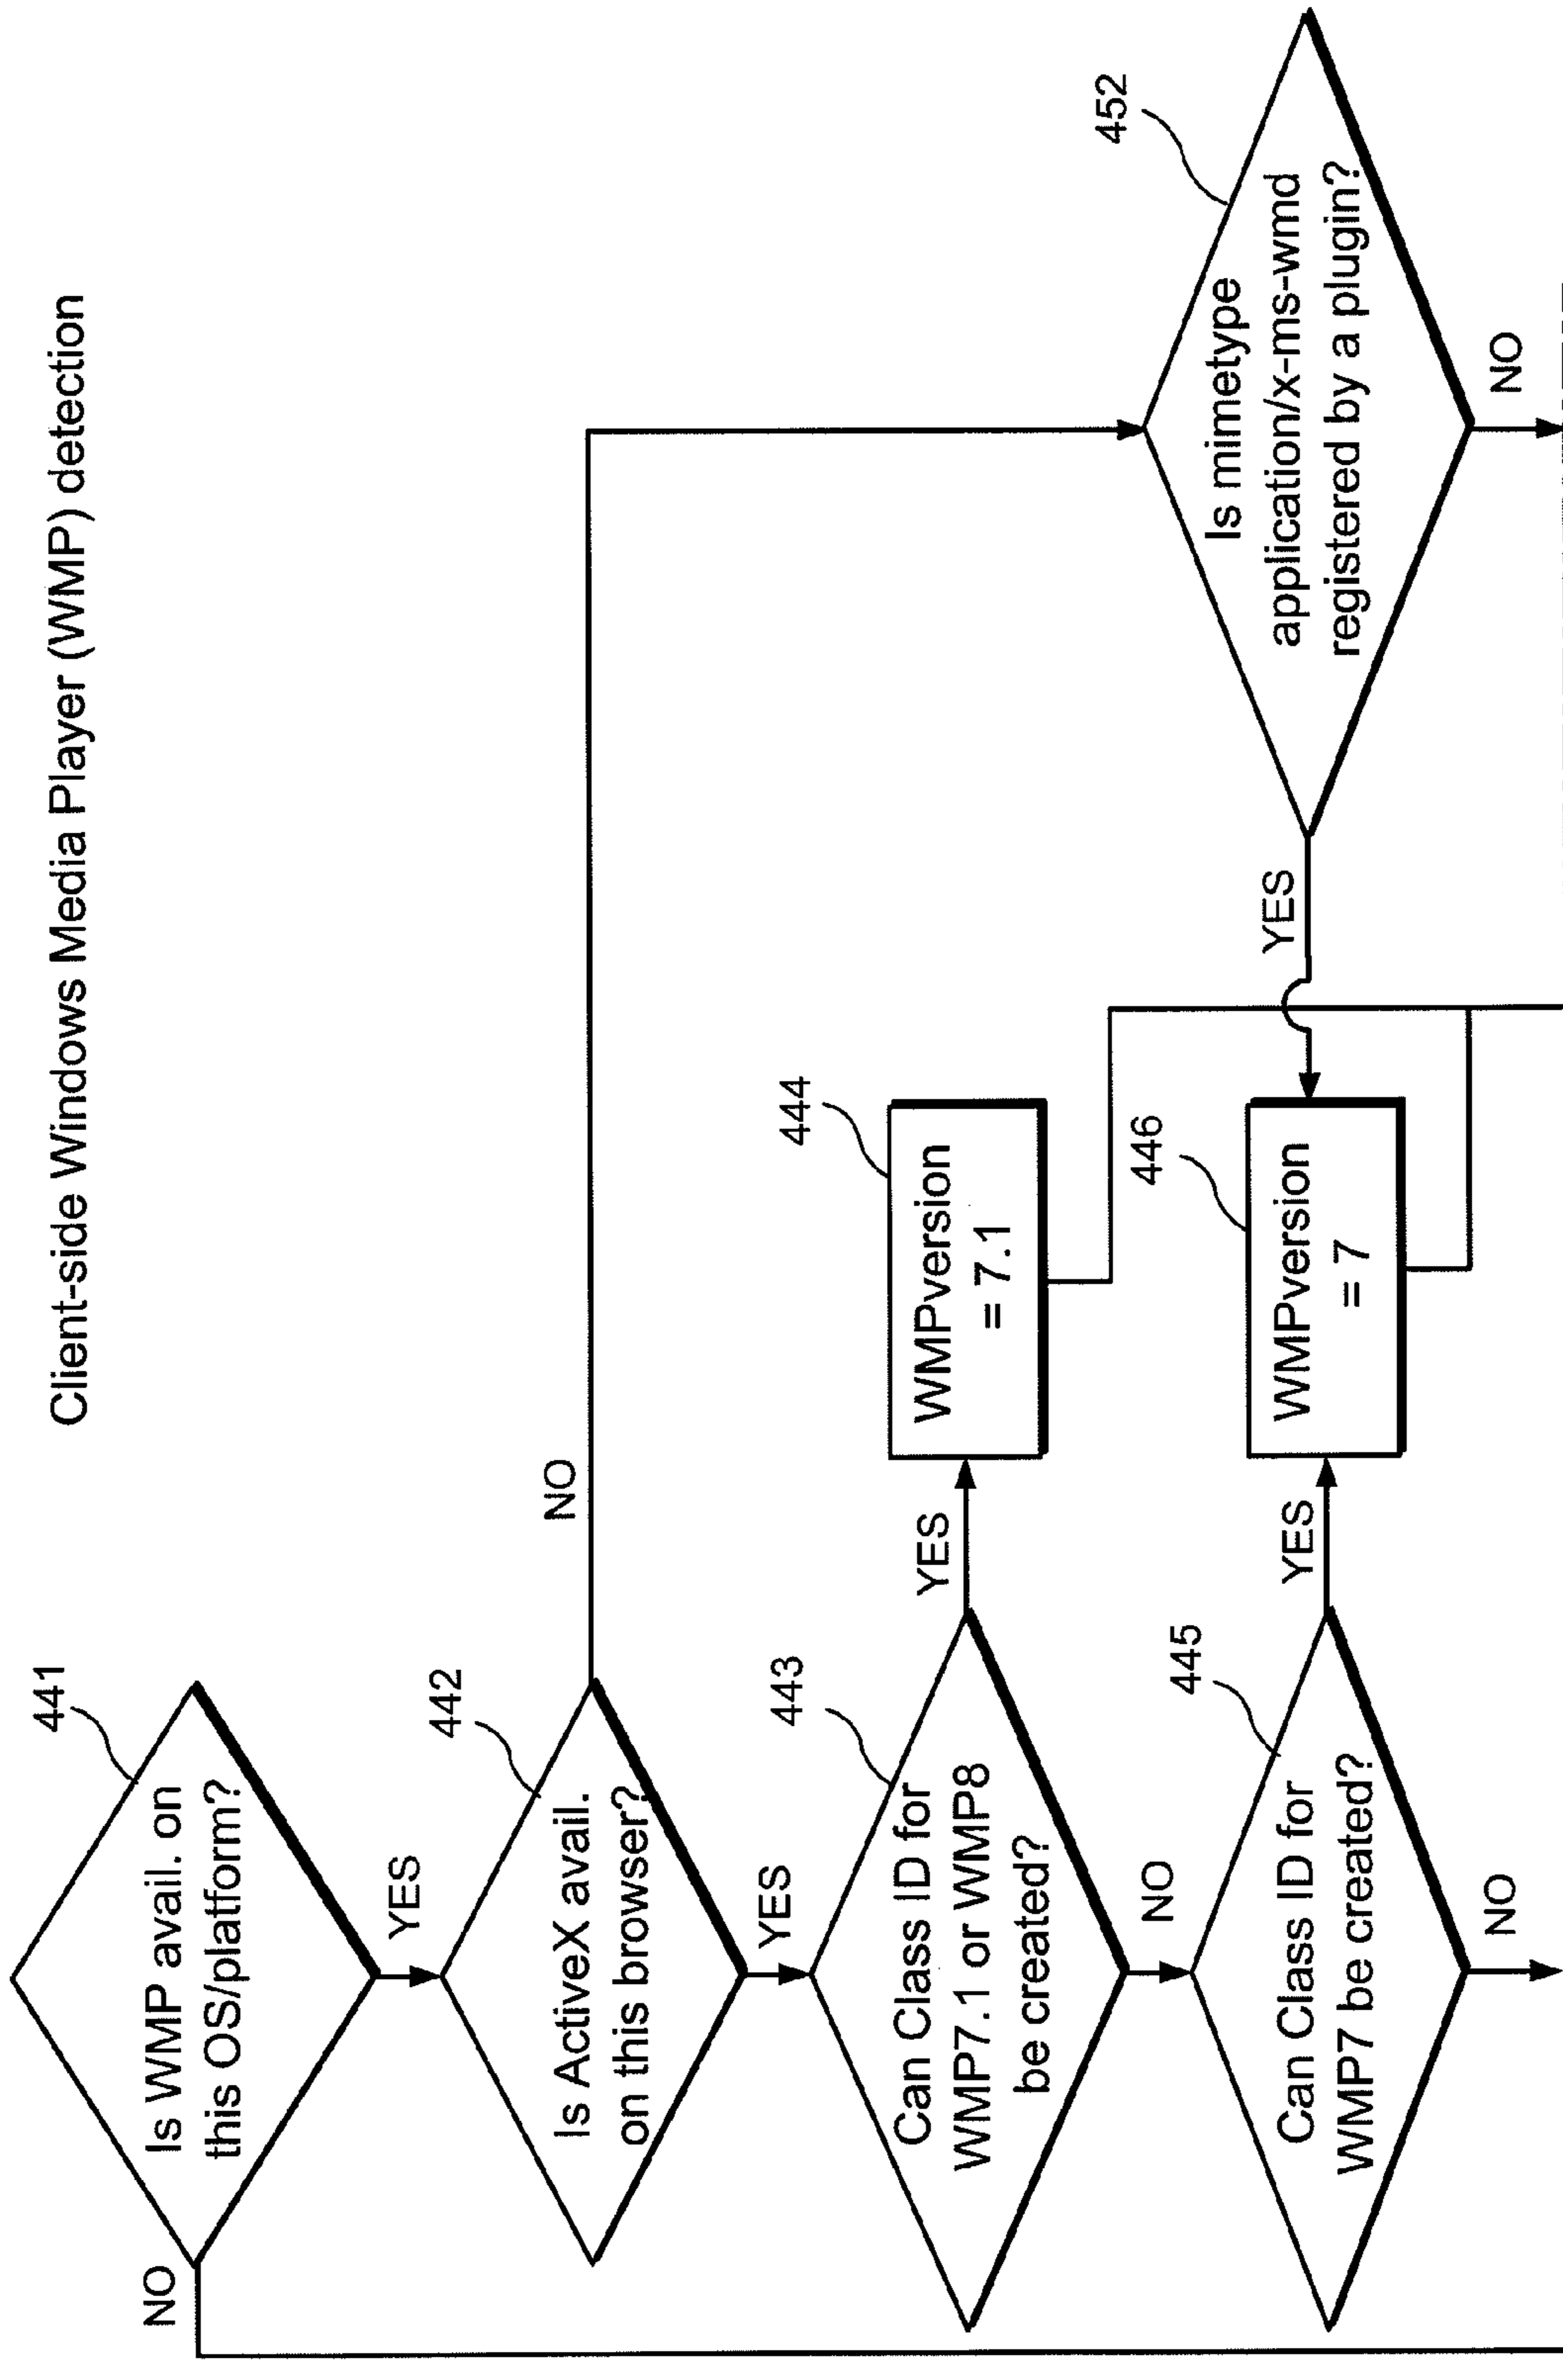 Client-side Windows Media Player (WMP) detection
441
Is WMP avail. on
this OS/platform?
NO
YES
442
Is ActiveX avail.
on this browser?
NO
YES
443
Can Class ID for
WMP7.1 or WMP8
be created?
YES
444
WMPversion
= 7.1
NO
445
Can Class ID for
WMP7 be created?
YES
446
WMPversion
= 7
YES
452
Is mimetype
application/x-ms-wmd
registered by a plugin?
NO
NO